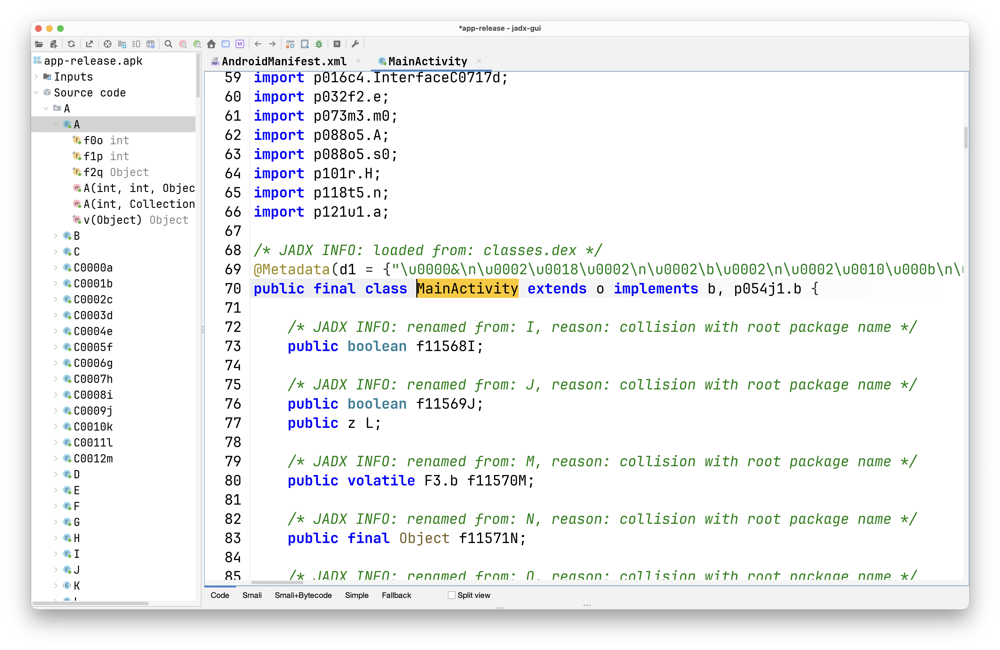 *app-release - jadx-gui
app-release.apk
Inputs
Source code
A
A
f0o int
f1p int
f2q Object
A(int, int, Objec
A(int, Collection
v(Object) Object
B
C
C0000a
C0001b
C0002c
C0003d
C0004e
C0005f
C0006g
C0007h
C0008i
C0009j
C0010k
C0011l
C0012m
D
E
F
G
H
I
J
K
MF AndroidManifest.xml
MainActivity
59 import p016c4.InterfaceC0717d;
60 import p032f2.e;
61 import p073m3.m0;
62 import p088o5.A;
63 import p088o5.s0;
64 import p101r.H;
65 import p118t5.n;
66 import p121u1.a;
67
68 /* JADX INFO: loaded from: classes.dex */
69 @Metadata(d1 = {"\u0000&\n\u0002\u0018\u0002\n\u0002\b\u0002\n\u0002\u0010\u000b\n\u
70 public final class MainActivity extends o implements b, p054j1.b {
71
72 /* JADX INFO: renamed from: I, reason: collision with root package name */
73 public boolean f11568I;
74
75 /* JADX INFO: renamed from: J, reason: collision with root package name */
76 public boolean f11569J;
77 public z L;
78
79 /* JADX INFO: renamed from: M, reason: collision with root package name */
80 public volatile F3.b f11570M;
81
82 /* JADX INFO: renamed from: N, reason: collision with root package name */
83 public final Object f11571N;
84
85 /* JADX INFO: renamed from: O, reason: collision with root package name */
Code Smali Smali+Bytecode Simple Fallback Split view